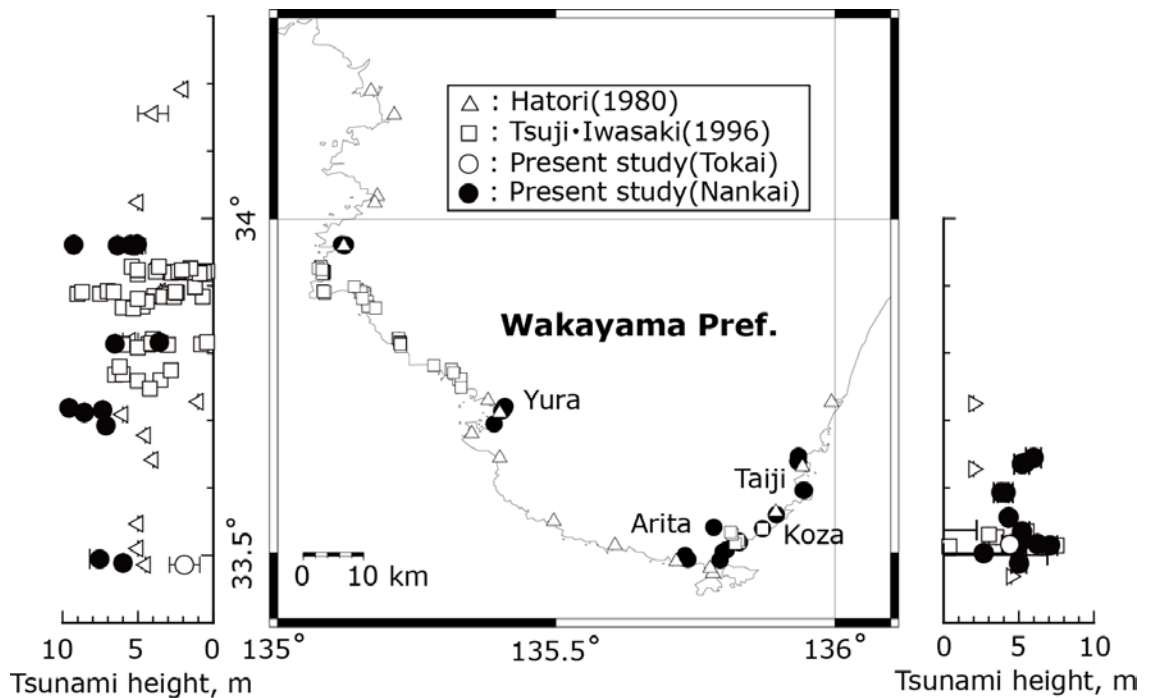 △ : Hatori(1980)
□ : Tsuji・Iwasaki(1996)
○ : Present study(Tokai)
● : Present study(Nankai)
34°
Wakayama Pref.
Yura
Taiji
Arita
Koza
33.5°
0 10 km
135° 135.5° 136°
10 5 0
Tsunami height, m
0 5 10
Tsunami height, m